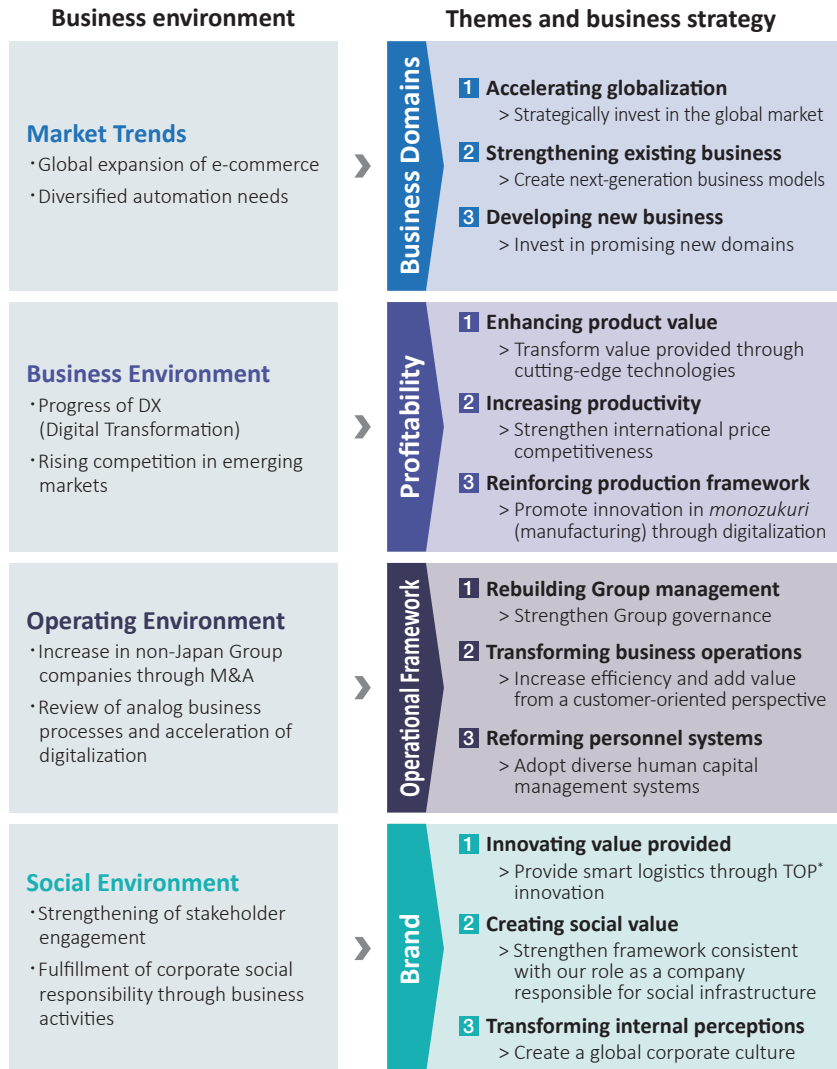 Business environment
Themes and business strategy
Market Trends
・Global expansion of e-commerce
・Diversified automation needs
❯
Business Domains
1 Accelerating globalization
> Strategically invest in the global market
2 Strengthening existing business
> Create next-generation business models
3 Developing new business
> Invest in promising new domains
Business Environment
・Progress of DX
(Digital Transformation)
・Rising competition in emerging
markets
❯
Profitability
1 Enhancing product value
> Transform value provided through
cutting-edge technologies
2 Increasing productivity
> Strengthen international price
competitiveness
3 Reinforcing production framework
> Promote innovation in monozukuri
(manufacturing) through digitalization
Operating Environment
・Increase in non-Japan Group
companies through M&A
・Review of analog business
processes and acceleration of
digitalization
❯
Operational Framework
1 Rebuilding Group management
> Strengthen Group governance
2 Transforming business operations
> Increase efficiency and add value
from a customer-oriented perspective
3 Reforming personnel systems
> Adopt diverse human capital
management systems
Social Environment
・Strengthening of stakeholder
engagement
・Fulfillment of corporate social
responsibility through business
activities
❯
Brand
1 Innovating value provided
> Provide smart logistics through TOP*
innovation
2 Creating social value
> Strengthen framework consistent
with our role as a company
responsible for social infrastructure
3 Transforming internal perceptions
> Create a global corporate culture